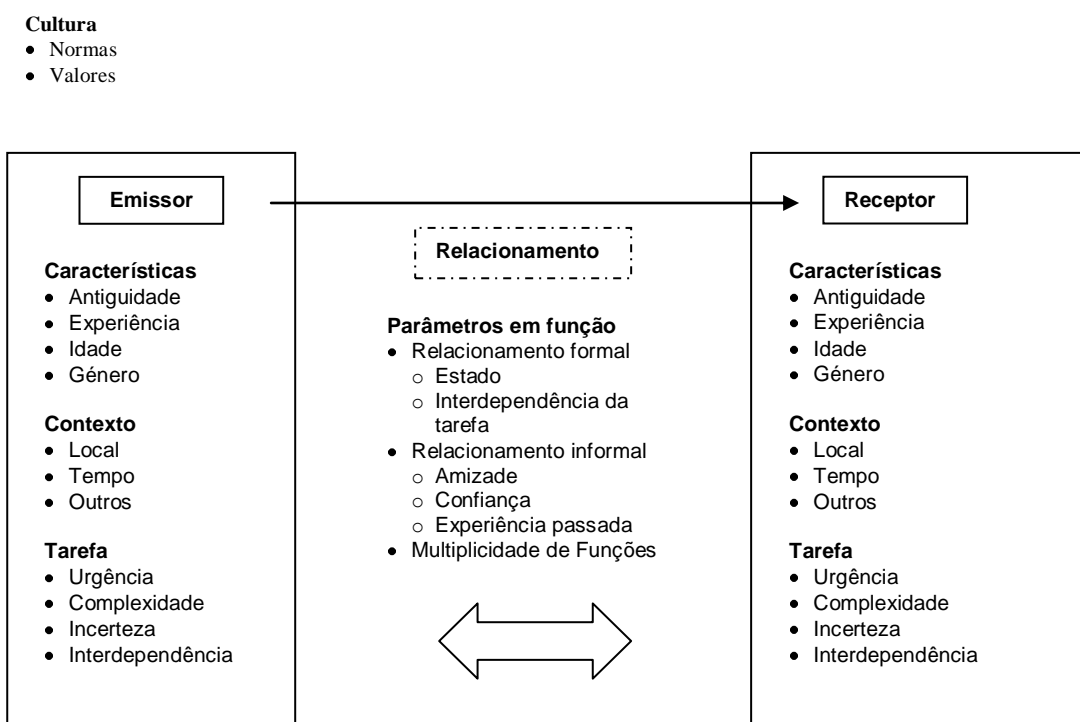 Cultura
• Normas
• Valores
Emissor
Características
• Antiguidade
• Experiência
• Idade
• Género
Contexto
• Local
• Tempo
• Outros
Tarefa
• Urgência
• Complexidade
• Incerteza
• Interdependência
Relacionamento
Parâmetros em função
• Relacionamento formal
o Estado
o Interdependência da
tarefa
• Relacionamento informal
o Amizade
o Confiança
o Experiência passada
• Multiplicidade de Funções
Receptor
Características
• Antiguidade
• Experiência
• Idade
• Género
Contexto
• Local
• Tempo
• Outros
Tarefa
• Urgência
• Complexidade
• Incerteza
• Interdependência